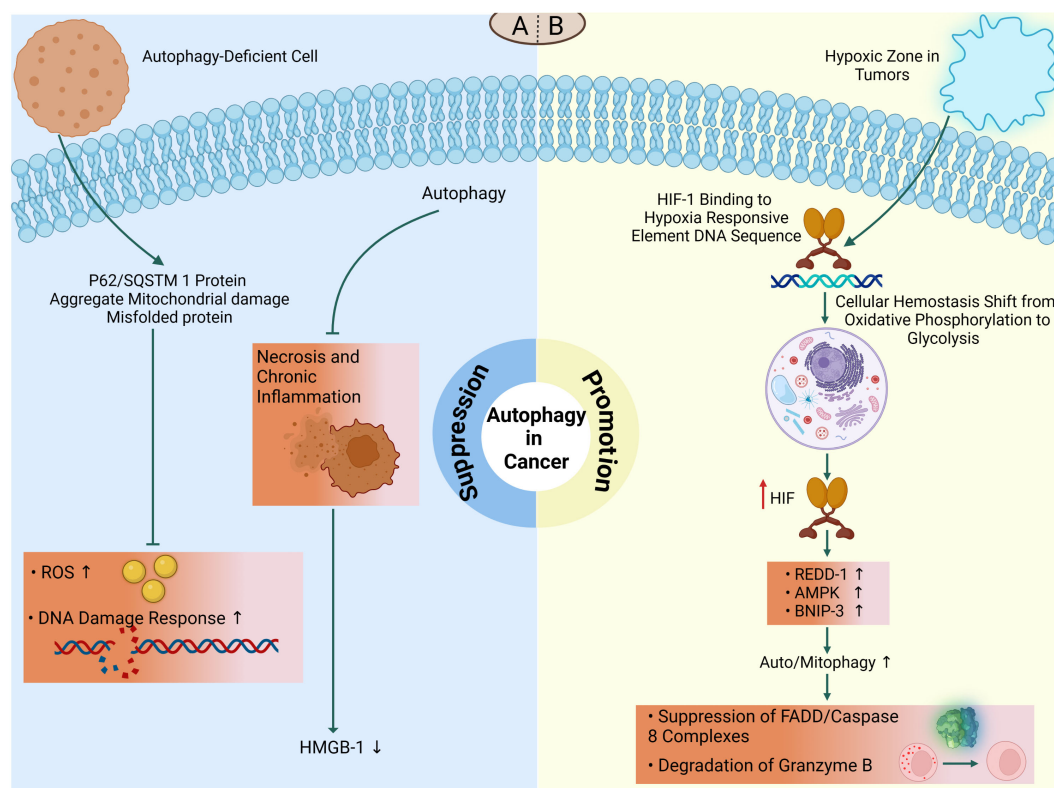 A B
Autophagy-Deficient Cell
Autophagy
P62/SQSTM 1 Protein
Aggregate Mitochondrial damage
Misfolded protein
Necrosis and
Chronic
Inflammation
• ROS ↑
• DNA Damage Response ↑
HMGB-1 ↓
Suppression
Autophagy
in
Cancer
Promotion
Hypoxic Zone in
Tumors
HIF-1 Binding to
Hypoxia Responsive
Element DNA Sequence
Cellular Hemostasis Shift from
Oxidative Phosphorylation to
Glycolysis
↑ HIF
• REDD-1 ↑
• AMPK ↑
• BNIP-3 ↑
Auto/Mitophagy ↑
• Suppression of FADD/Caspase
8 Complexes
• Degradation of Granzyme B